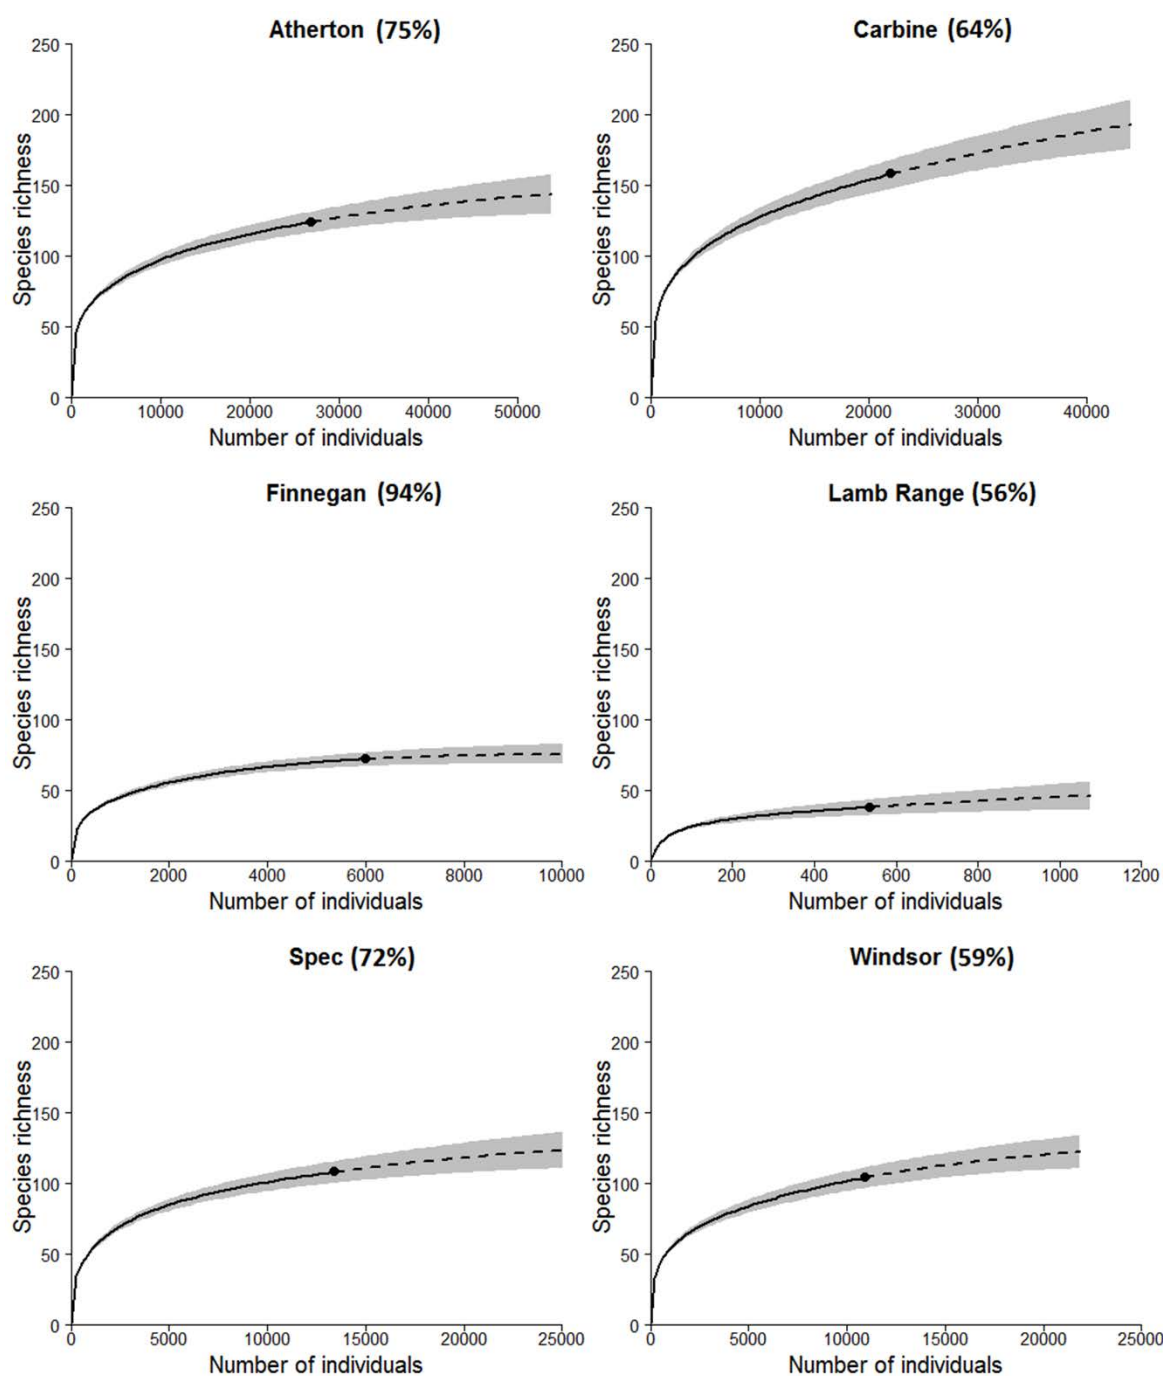 Atherton (75%)
250
200
150
100
50
0
Species richness
0 10000 20000 30000 40000 50000
Number of individuals
Carbine (64%)
250
200
150
100
50
0
Species richness
0 10000 20000 30000 40000
Number of individuals
Finnegan (94%)
250
200
150
100
50
0
Species richness
0 2000 4000 6000 8000 10000
Number of individuals
Lamb Range (56%)
250
200
150
100
50
0
Species richness
0 200 400 600 800 1000 1200
Number of individuals
Spec (72%)
250
200
150
100
50
0
Species richness
0 5000 10000 15000 20000 25000
Number of individuals
Windsor (59%)
250
200
150
100
50
0
Species richness
0 5000 10000 15000 20000 25000
Number of individuals